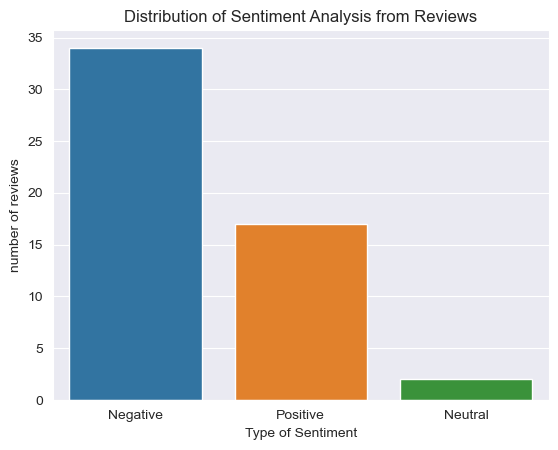 Distribution of Sentiment Analysis from Reviews
35
30
25
20
15
10
5
0
number of reviews
Negative Positive Neutral
Type of Sentiment